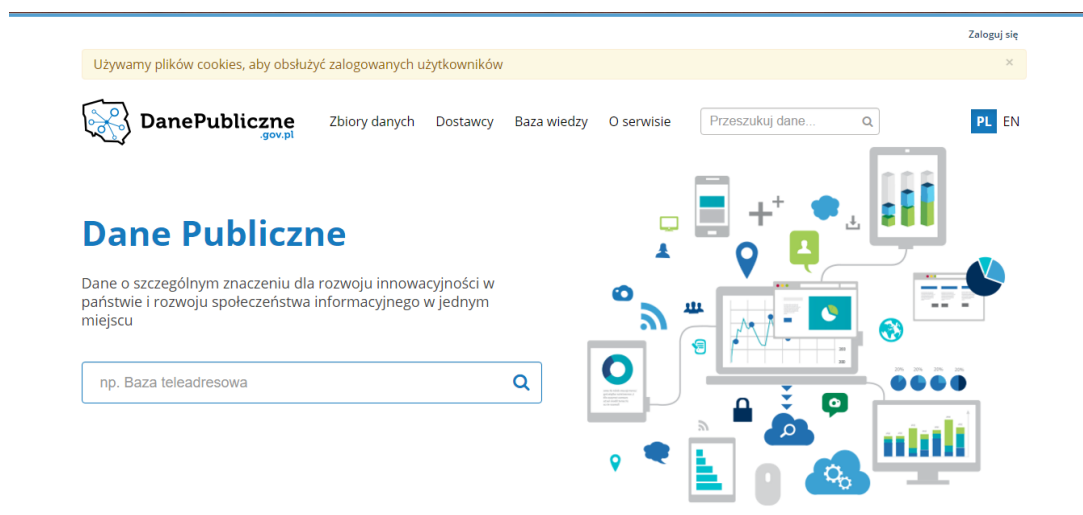 Zaloguj się
Używamy plików cookies, aby obsłużyć zalogowanych użytkowników
×
DanePubliczne
.gov.pl
Zbiory danych
Dostawcy
Baza wiedzy
O serwisie
Przeszukuj dane...
PL EN
Dane Publiczne
Dane o szczególnym znaczeniu dla rozwoju innowacyjności w
państwie i rozwoju społeczeństwa informacyjnego w jednym
miejscu
np. Baza teleadresowa